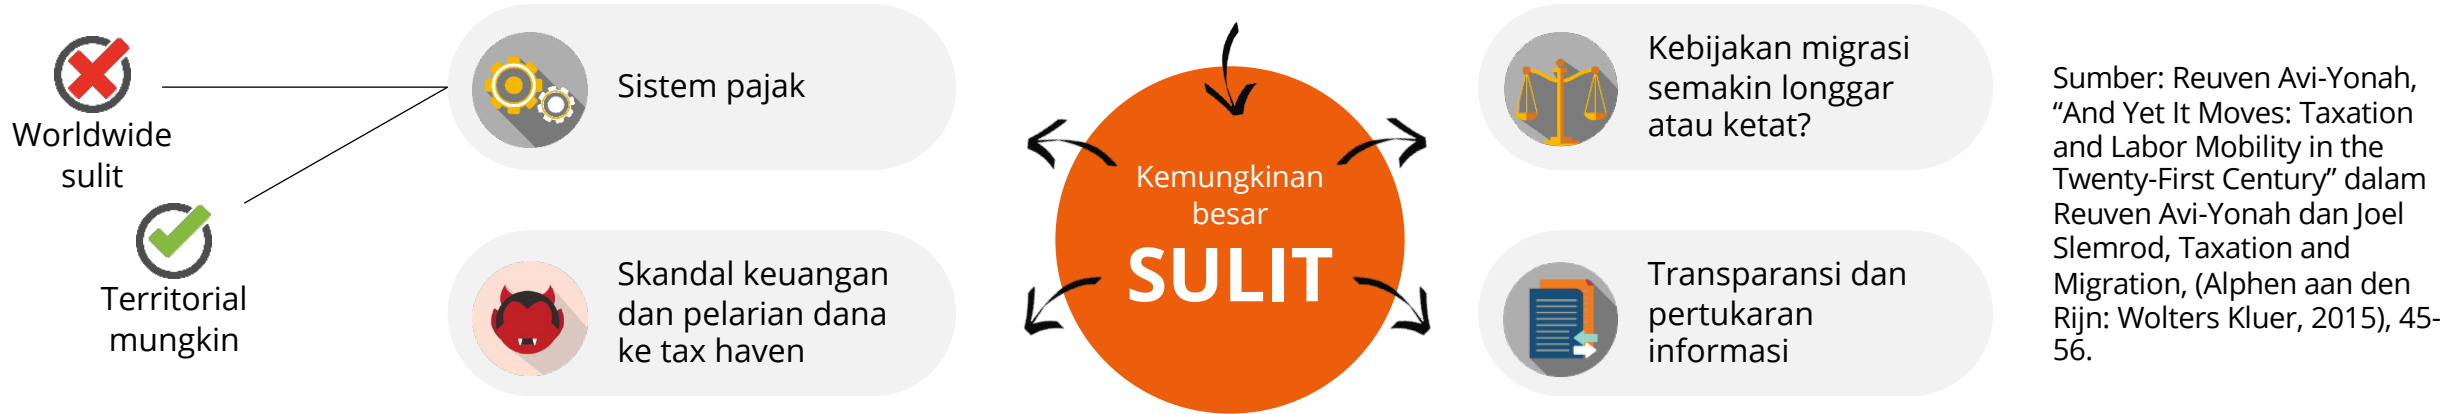 Worldwide
sulit
Territorial
mungkin
Sistem pajak
Skandal keuangan
dan pelarian dana
ke tax haven
Kemungkinan
besar
SULIT
Kebijakan migrasi
semakin longgar
atau ketat?
Transparansi dan
pertukaran
informasi
Sumber: Reuven Avi-Yonah,
“And Yet It Moves: Taxation
and Labor Mobility in the
Twenty-First Century” dalam
Reuven Avi-Yonah dan Joel
Slemrod, Taxation and
Migration, (Alphen aan den
Rijn: Wolters Kluer, 2015), 45-
56.